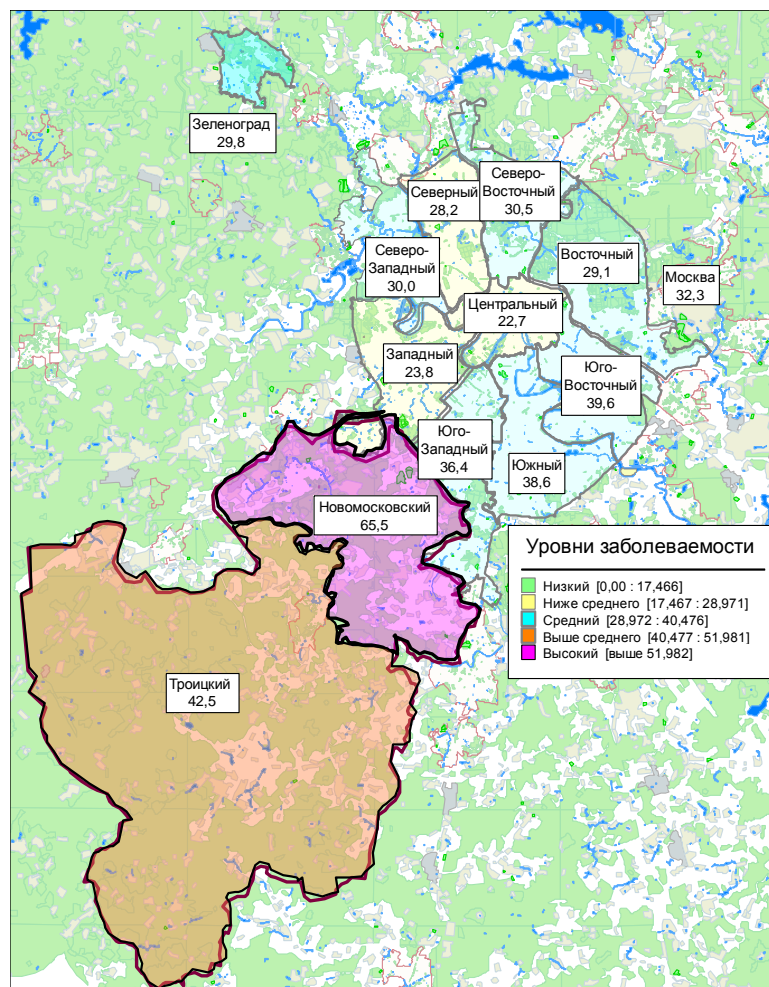 Зеленоград
29,8
Северный
28,2
Северо-
Восточный
30,5
Северо-
Западный
30,0
Восточный
29,1
Москва
32,3
Центральный
22,7
Западный
23,8
Юго-
Восточный
39,6
Юго-
Западный
36,4
Южный
38,6
Новомосковский
65,5
Троицкий
42,5
Уровни заболеваемости
Низкий [0,00 : 17,466]
Ниже среднего [17,467 : 28,971]
Средний [28,972 : 40,476]
Выше среднего [40,477 : 51,981]
Высокий [выше 51,982]